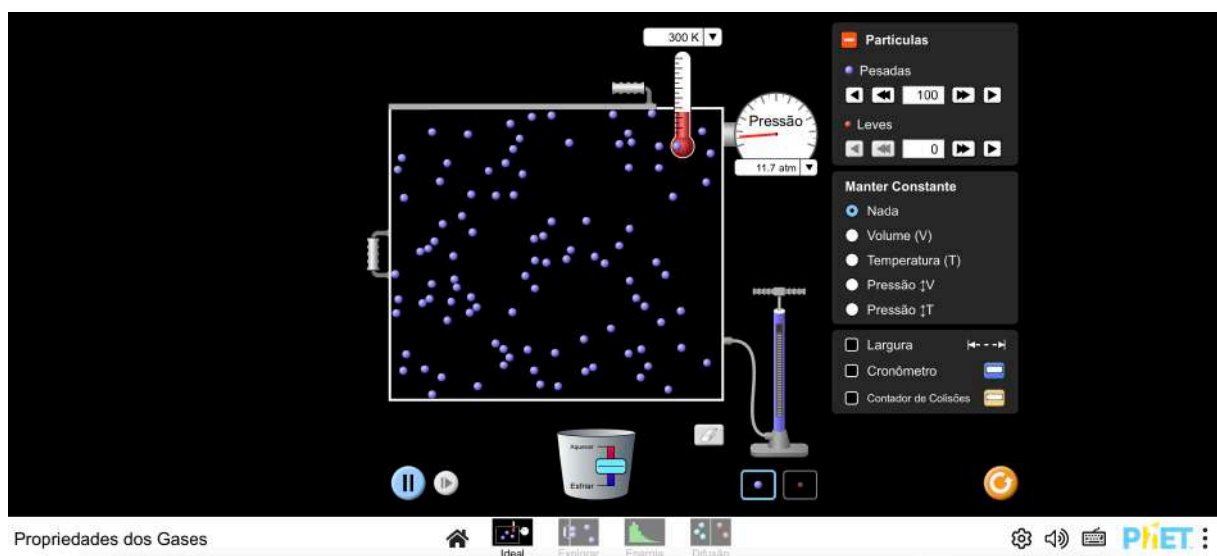 300 K
Partículas
Pesadas
100
Leves
0
Pressão
11.7 atm
Manter Constante
Nada
Volume (V)
Temperatura (T)
Pressão ↕V
Pressão ↕T
Largura
Cronômetro
Contador de Colisões
Aquecer
Esfriar
Propriedades dos Gases
Ideal
Explorar
Energia
Difusão
PhET